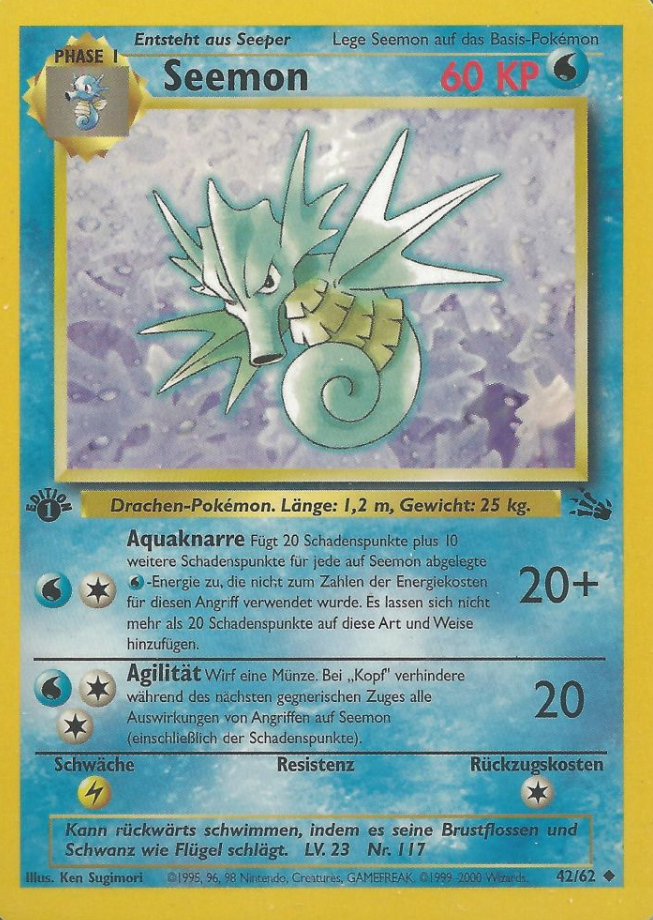 Entsteht aus Seeper Lege Seemon auf das Basis-Pokémon
PHASE 1
Seemon 60 KP
EDITION
1
Drachen-Pokémon. Länge: 1,2 m, Gewicht: 25 kg.
Aquaknarre Fügt 20 Schadenspunkte plus 10
weitere Schadenspunkte für jede auf Seemon abgelegte
-Energie zu, die nicht zum Zahlen der Energiekosten
für diesen Angriff verwendet wurde. Es lassen sich nicht
mehr als 20 Schadenspunkte auf diese Art und Weise
hinzufügen.
20+
Agilität Wirf eine Münze. Bei „Kopf" verhindere
während des nächsten gegnerischen Zuges alle
Auswirkungen von Angriffen auf Seemon
(einschließlich der Schadenspunkte).
20
Schwäche Resistenz Rückzugskosten
Kann rückwärts schwimmen, indem es seine Brustflossen und
Schwanz wie Flügel schlägt. LV. 23 Nr. 117
Illus. Ken Sugimori ©1995, 96, 98 Nintendo, Creatures, GAMEFREAK. ©1999-2000 Wizards. 42/62